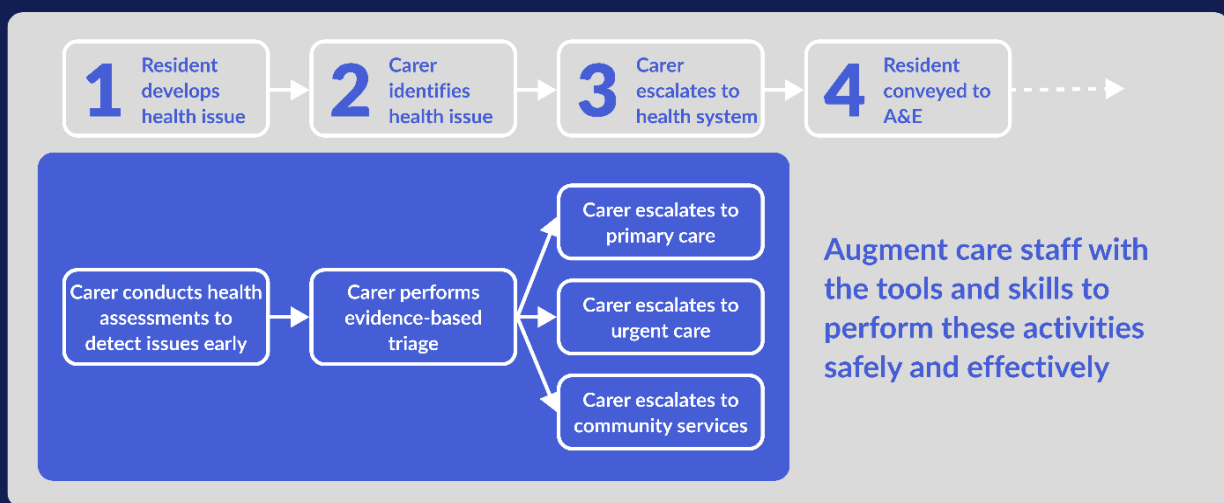 1
Resident
develops
health issue
2
Carer
identifies
health issue
3
Carer
escalates to
health system
4
Resident
conveyed to
A&E
Carer conducts health
assessments to
detect issues early
Carer performs
evidence-based
triage
Carer escalates to
primary care
Carer escalates to
urgent care
Carer escalates to
community services
Augment care staff with
the tools and skills to
perform these activities
safely and effectively